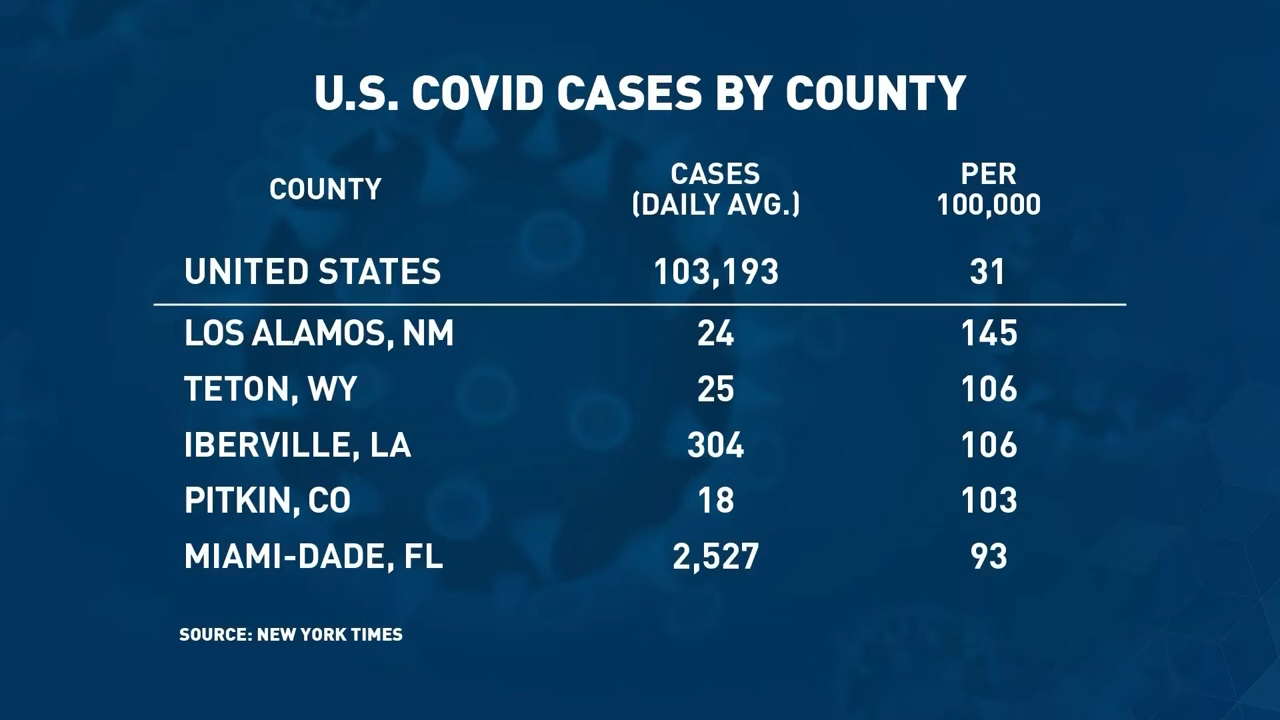 U.S. COVID CASES BY COUNTY
COUNTY CASES (DAILY AVG.) PER 100,000
UNITED STATES 103,193 31
LOS ALAMOS, NM 24 145
TETON, WY 25 106
IBERVILLE, LA 304 106
PITKIN, CO 18 103
MIAMI-DADE, FL 2,527 93
SOURCE: NEW YORK TIMES